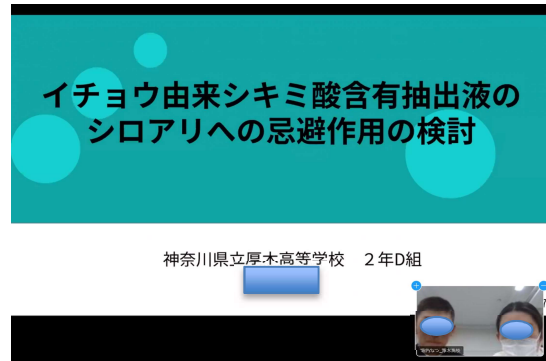 イチョウ由来シキミ酸含有抽出液の
シロアリへの忌避作用の検討
神奈川県立厚木高等学校　２年D組